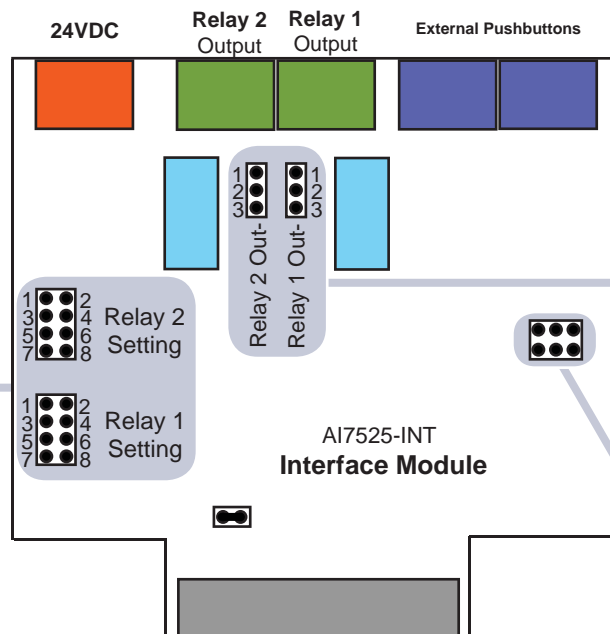 24VDC
Relay 2
Output
Relay 1
Output
External Pushbuttons
1
2
3
1
2
3
Relay 2 Out-
Relay 1 Out-
1 2
3 4
5 6
7 8
Relay 2
Setting
1 2
3 4
5 6
7 8
Relay 1
Setting
AI7525-INT
Interface Module